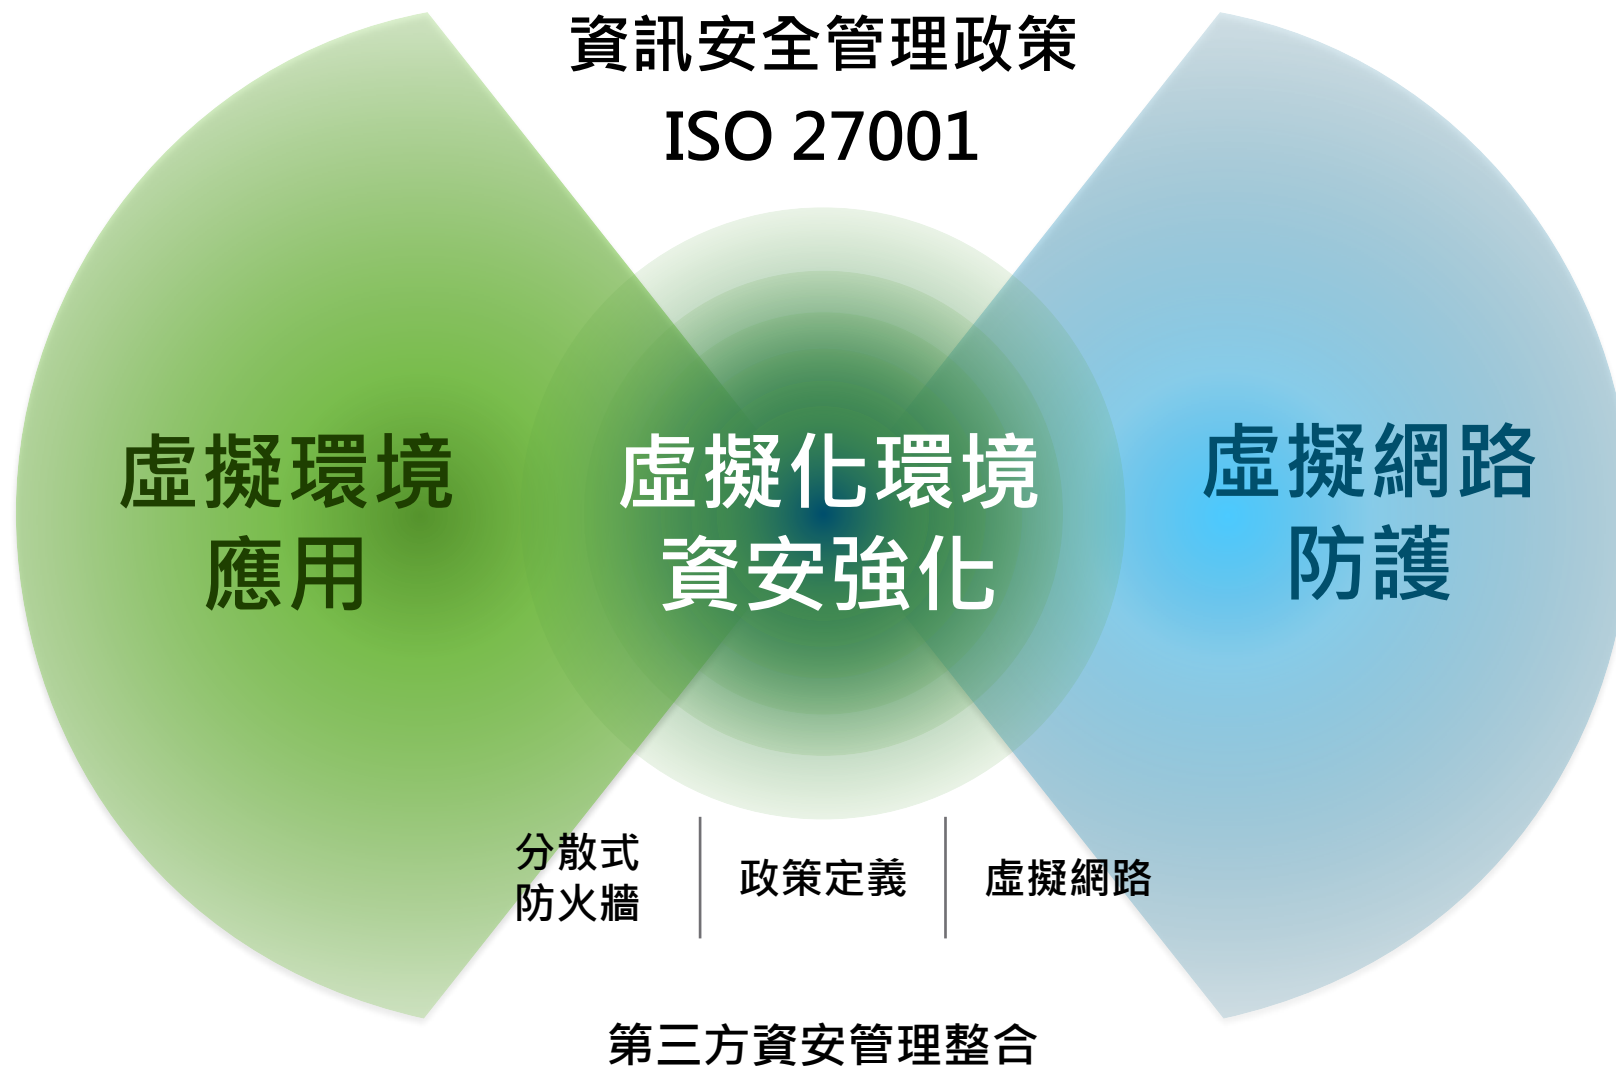 資訊安全管理政策
ISO 27001
虛擬環境
應用
虛擬化環境
資安強化
虛擬網路
防護
分散式
防火牆
政策定義
虛擬網路
第三方資安管理整合